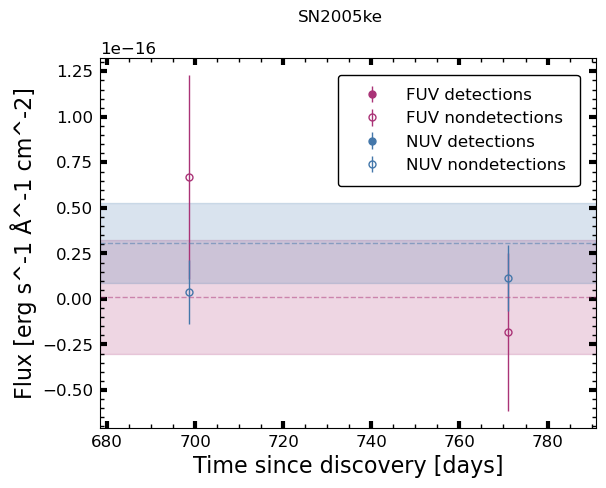 SN2005ke
1e−16
FUV detections
FUV nondetections
NUV detections
NUV nondetections
Flux [erg s^-1 Å^-1 cm^-2]
1.25
1.00
0.75
0.50
0.25
0.00
−0.25
−0.50
680 700 720 740 760 780
Time since discovery [days]